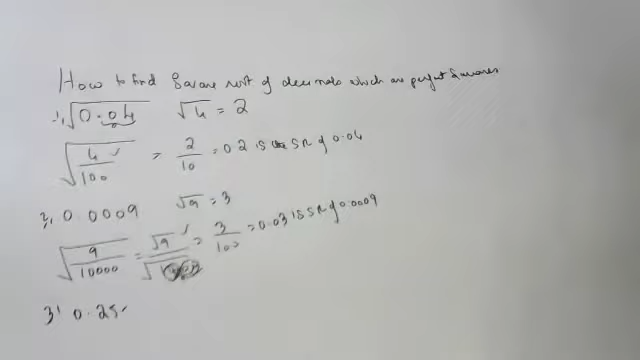 How to find Square root of decimals which are perfect Squares
1) √0.04 √4 = 2
√4/100 = 2/10 = 0.2 is the SR of 0.04
2) 0.0009 √9 = 3
√9/10000 = √9/√ = 3/100 = 0.03 is SR of 0.0009
3) 0.25